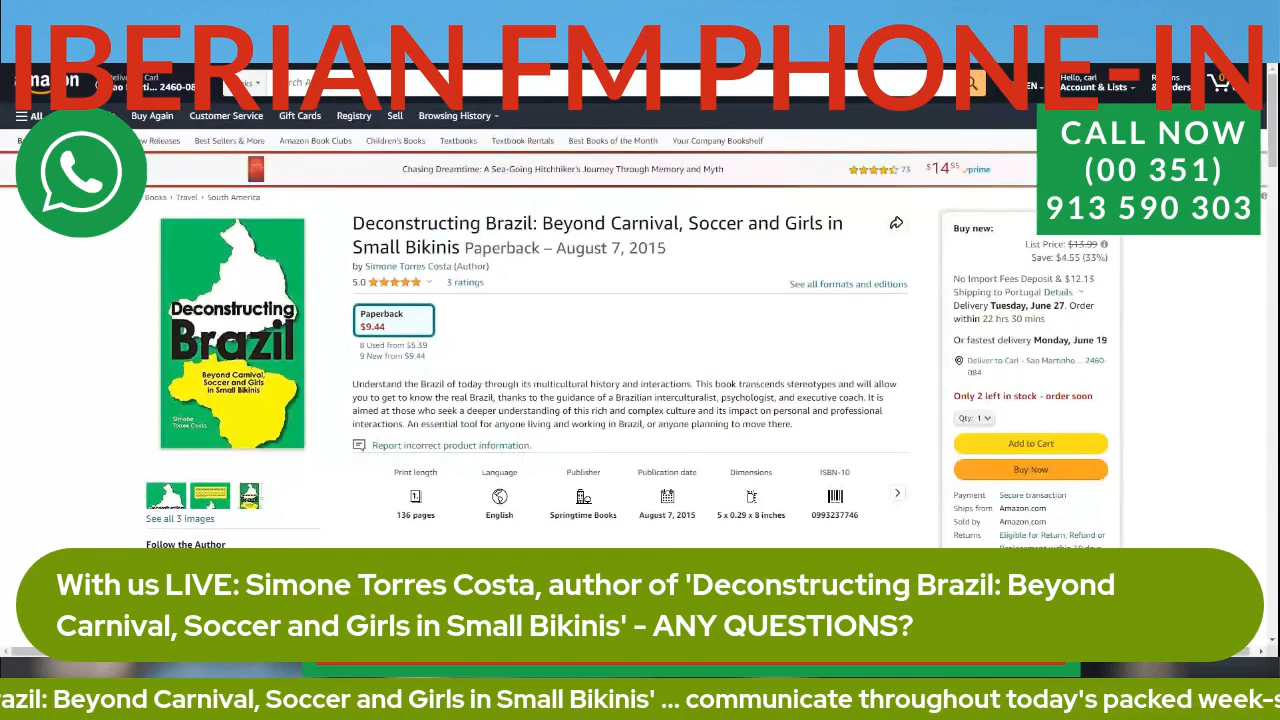 IBERIAN FM PHONE-IN
amazon
Carl
2460-08
Hello, carl
EN
Account & Lists
0
All
Buy Again
Customer Service
Gift Cards
Registry
Sell
Browsing History
CALL NOW
(00 351)
913 590 303
Releases
Best Sellers & More
Amazon Book Clubs
Children's Books
Textbooks
Textbook Rentals
Best Books of the Month
Your Company Bookshelf
Chasing Dreamtime: A Sea-Going Hitchhiker's Journey Through Memory and Myth
73
$14⁵⁵
prime
Books › Travel › South America
Deconstructing
Brazil
Beyond Carnival,
Soccer and Girls
in Small Bikinis
Simone
Torres Costa
See all 3 images
Follow the Author
Deconstructing Brazil: Beyond Carnival, Soccer and Girls in
Small Bikinis Paperback – August 7, 2015
by Simone Torres Costa (Author)
5.0
3 ratings
See all formats and editions
Paperback
$9.44
8 Used from $5.39
9 New from $9.44
Understand the Brazil of today through its multicultural history and interactions. This book transcends stereotypes and will allow
you to get to know the real Brazil, thanks to the guidance of a Brazilian interculturalist, psychologist, and executive coach. It is
aimed at those who seek a deeper understanding of this rich and complex culture and its impact on personal and professional
interactions. An essential tool for anyone living and working in Brazil, or anyone planning to move there.
Report incorrect product information.
Print length
Language
Publisher
Publication date
Dimensions
ISBN-10
136 pages
English
Springtime Books
August 7, 2015
5 x 0.29 x 8 inches
0993237746
Buy new:
List Price: $13.99
Save: $4.55 (33%)
No Import Fees Deposit & $12.13
Shipping to Portugal Details
Delivery Tuesday, June 27. Order
within 22 hrs 30 mins
Or fastest delivery Monday, June 19
Deliver to Carl - Sao Martinho... 2460-
084
Only 2 left in stock - order soon
Qty: 1
Add to Cart
Buy Now
Payment Secure transaction
Ships from Amazon.com
Sold by Amazon.com
Returns Eligible for Return, Refund or
With us LIVE: Simone Torres Costa, author of 'Deconstructing Brazil: Beyond
Carnival, Soccer and Girls in Small Bikinis' - ANY QUESTIONS?
razil: Beyond Carnival, Soccer and Girls in Small Bikinis' ... communicate throughout today's packed week-s